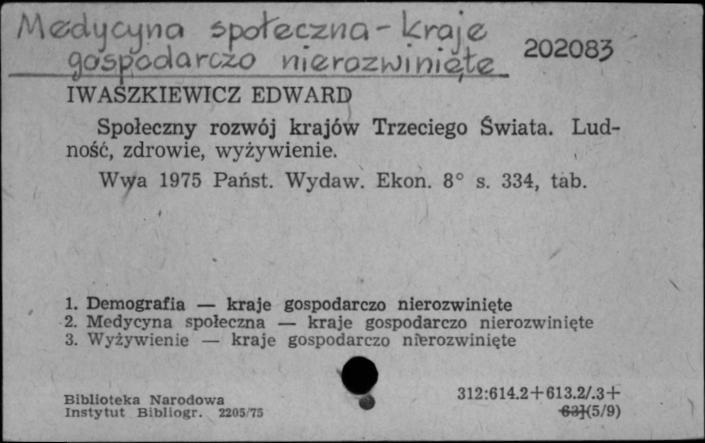 Medycyna społeczna - kraje
gospodarczo nierozwinięte
202083
IWASZKIEWICZ EDWARD
Społeczny rozwój krajów Trzeciego Świata. Lud-
ność, zdrowie, wyżywienie.
Wwa 1975 Państ. Wydaw. Ekon. 8° s. 334, tab.
1. Demografia — kraje gospodarczo nierozwinięte
2. Medycyna społeczna — kraje gospodarczo nierozwinięte
3. Wyżywienie — kraje gospodarczo nierozwinięte
Biblioteka Narodowa
Instytut Bibliogr. 2205/75
312:614.2+613.2/.3+
(5/9)